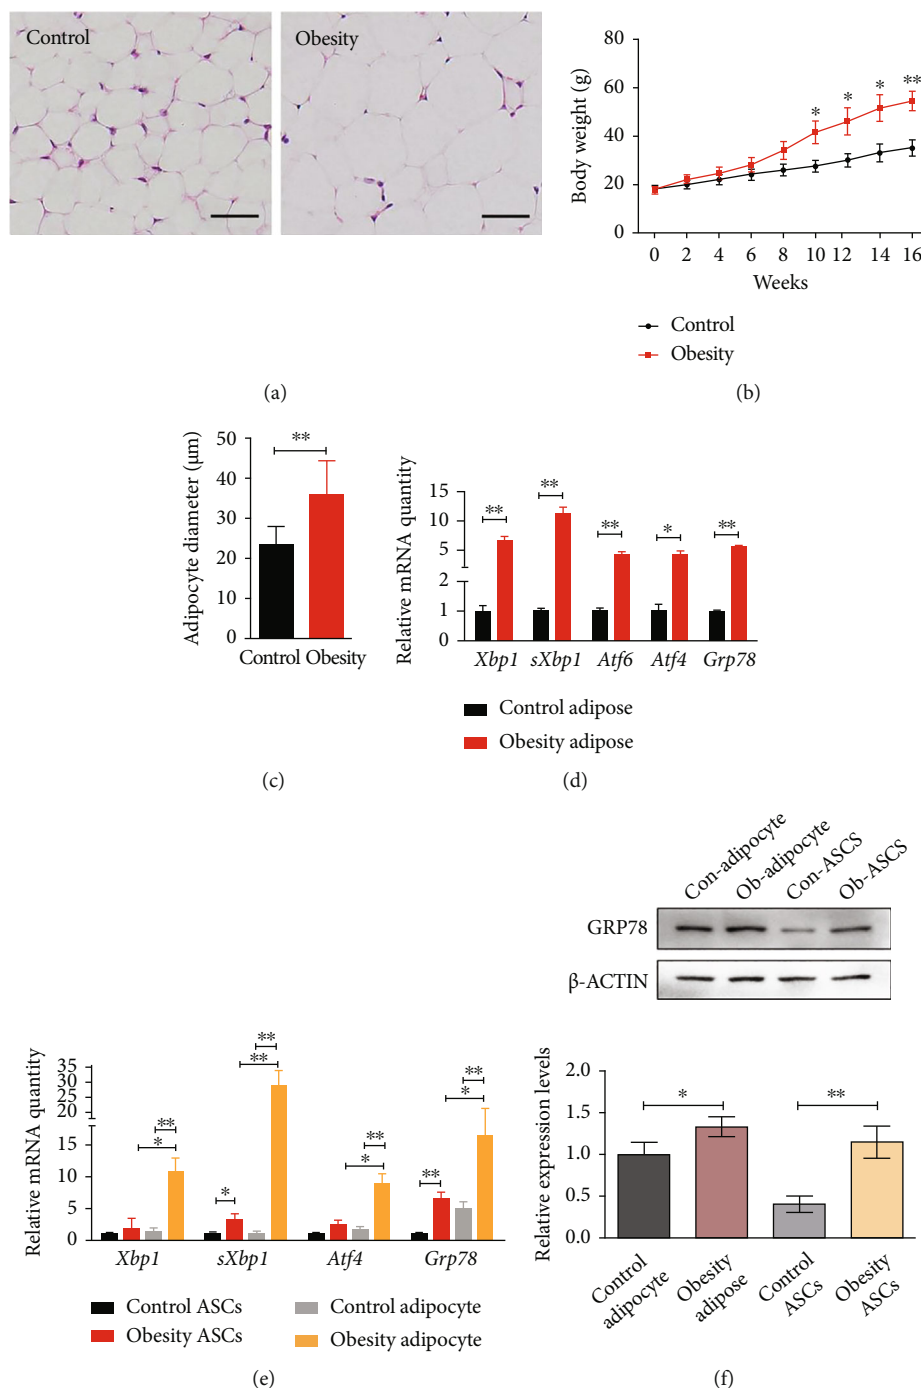 Control
Obesity
Body weight (g)
80
60
40
20
0
*
*
*
**
0 2 4 6 8 10 12 14 16
Weeks
Control
Obesity
(a)
(b)
Adipocyte diameter (μm)
50
40
30
20
10
0
**
Control Obesity
(c)
Relative mRNA quantity
15
10
5
2
1
0
**
**
**
*
**
Xbp1 sXbp1 Atf6 Atf4 Grp78
Control adipose
Obesity adipose
(d)
Relative mRNA quantity
35
30
25
20
15
10
5
0
**
*
**
**
*
**
*
**
*
**
Xbp1 sXbp1 Atf4 Grp78
Control ASCs
Obesity ASCs
Control adipocyte
Obesity adipocyte
(e)
Con-adipocyte
Ob-adipocyte
Con-ASCS
Ob-ASCS
GRP78
β-ACTIN
Relative expression levels
2.0
1.5
1.0
0.5
0.0
*
**
Control
adipocyte
Obesity
adipose
Control
ASCs
Obesity
ASCs
(f)